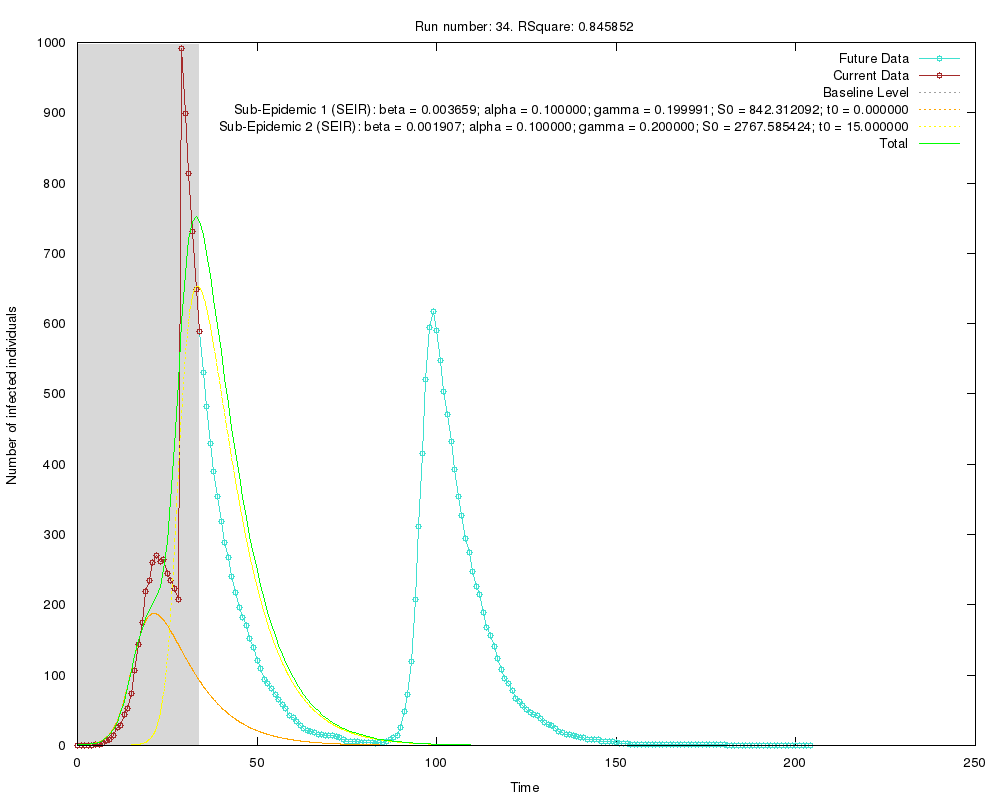 Run number: 34. RSquare: 0.845852
1000
900
800
700
600
500
400
300
200
100
0
Number of infected individuals
Future Data
Current Data
Baseline Level
Sub-Epidemic 1 (SEIR): beta = 0.003659; alpha = 0.100000; gamma = 0.199991; S0 = 842.312092; t0 = 0.000000
Sub-Epidemic 2 (SEIR): beta = 0.001907; alpha = 0.100000; gamma = 0.200000; S0 = 2767.585424; t0 = 15.000000
Total
0 50 100 150 200 250
Time